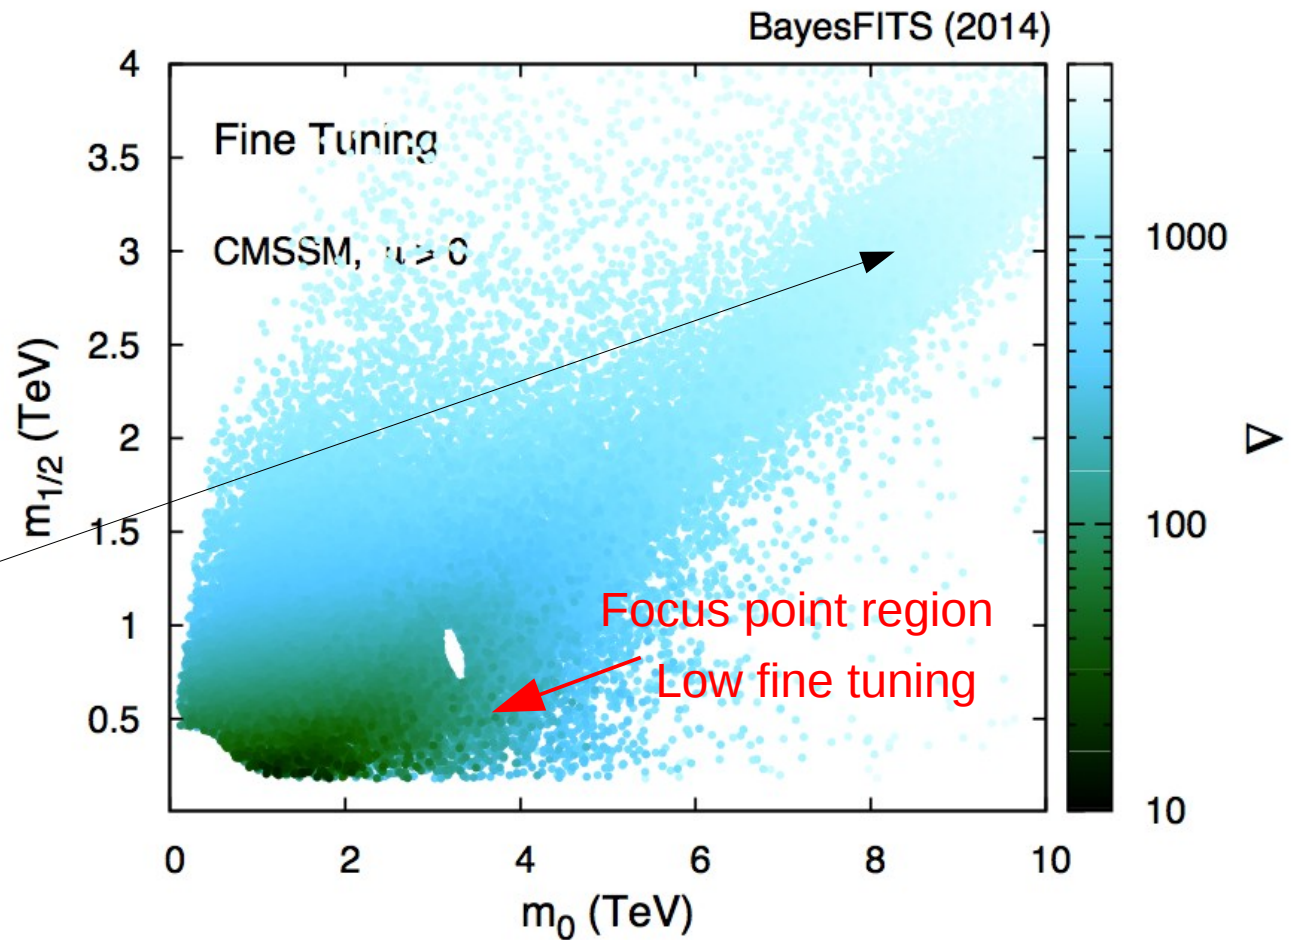 BayesFITS (2014)
Fine Tuning
CMSSM, μ > 0
4
3.5
3
2.5
2
1.5
1
0.5
m1/2 (TeV)
Focus point region
Low fine tuning
0 2 4 6 8 10
m0 (TeV)
1000
100
10
Δ